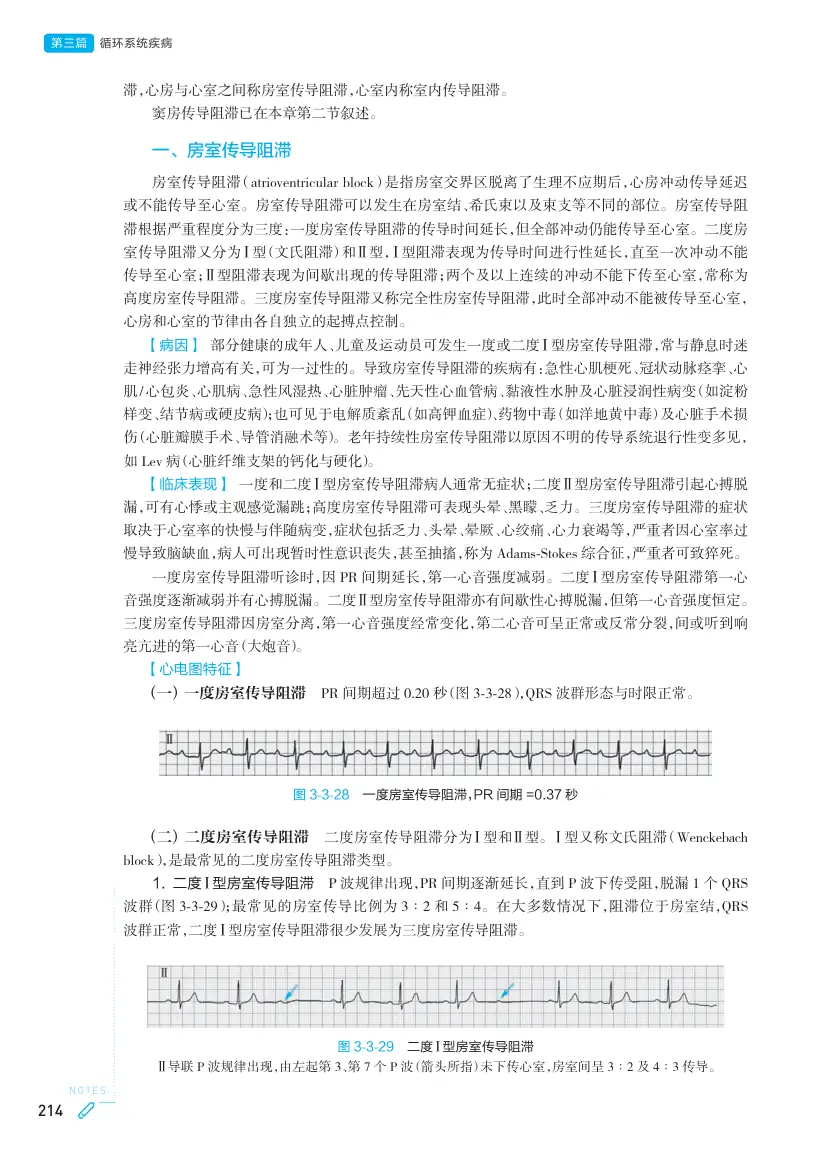 第三篇 循环系统疾病
滞,心房与心室之间称房室传导阻滞,心室内称室内传导阻滞。
窦房传导阻滞已在本章第二节叙述。
一、房室传导阻滞
房室传导阻滞(atrioventricular block)是指房室交界区脱离了生理不应期后,心房冲动传导延迟
或不能传导至心室。房室传导阻滞可以发生在房室结、希氏束以及束支等不同的部位。房室传导阻
滞根据严重程度分为三度:一度房室传导阻滞的传导时间延长,但全部冲动仍能传导至心室。二度房
室传导阻滞又分为Ⅰ型(文氏阻滞)和Ⅱ型,Ⅰ型阻滞表现为传导时间进行性延长,直至一次冲动不能
传导至心室;Ⅱ型阻滞表现为间歇出现的传导阻滞;两个及以上连续的冲动不能下传至心室,常称为
高度房室传导阻滞。三度房室传导阻滞又称完全性房室传导阻滞,此时全部冲动不能被传导至心室,
心房和心室的节律由各自独立的起搏点控制。
【病因】 部分健康的成年人、儿童及运动员可发生一度或二度Ⅰ型房室传导阻滞,常与静息时迷
走神经张力增高有关,可为一过性的。导致房室传导阻滞的疾病有:急性心肌梗死、冠状动脉痉挛、心
肌/心包炎、心肌病、急性风湿热、心脏肿瘤、先天性心血管病、黏液性水肿及心脏浸润性病变(如淀粉
样变、结节病或硬皮病);也可见于电解质紊乱(如高钾血症)、药物中毒(如洋地黄中毒)及心脏手术损
伤(心脏瓣膜手术、导管消融术等)。老年持续性房室传导阻滞以原因不明的传导系统退行性变多见,
如 Lev 病(心脏纤维支架的钙化与硬化)。
【临床表现】 一度和二度Ⅰ型房室传导阻滞病人通常无症状;二度Ⅱ型房室传导阻滞引起心搏脱
漏,可有心悸或主观感觉漏跳;高度房室传导阻滞可表现头晕、黑矇、乏力。三度房室传导阻滞的症状
取决于心室率的快慢与伴随病变,症状包括乏力、头晕、晕厥、心绞痛、心力衰竭等,严重者因心室率过
慢导致脑缺血,病人可出现暂时性意识丧失,甚至抽搐,称为 Adams-Stokes 综合征,严重者可致猝死。
一度房室传导阻滞听诊时,因 PR 间期延长,第一心音强度减弱。二度Ⅰ型房室传导阻滞第一心
音强度逐渐减弱并有心搏脱漏。二度Ⅱ型房室传导阻滞亦有间歇性心搏脱漏,但第一心音强度恒定。
三度房室传导阻滞因房室分离,第一心音强度经常变化,第二心音可呈正常或反常分裂,间或听到响
亮亢进的第一心音(大炮音)。
【心电图特征】
(一) 一度房室传导阻滞 PR 间期超过 0.20 秒(图 3-3-28),QRS 波群形态与时限正常。
Ⅱ
图 3-3-28 一度房室传导阻滞,PR 间期 =0.37 秒
(二) 二度房室传导阻滞 二度房室传导阻滞分为Ⅰ型和Ⅱ型。Ⅰ型又称文氏阻滞(Wenckebach
block),是最常见的二度房室传导阻滞类型。
1. 二度Ⅰ型房室传导阻滞 P 波规律出现,PR 间期逐渐延长,直到 P 波下传受阻,脱漏 1 个 QRS
波群(图 3-3-29);最常见的房室传导比例为 3∶2 和 5∶4。在大多数情况下,阻滞位于房室结,QRS
波群正常,二度Ⅰ型房室传导阻滞很少发展为三度房室传导阻滞。
Ⅱ
图 3-3-29 二度Ⅰ型房室传导阻滞
Ⅱ导联 P 波规律出现,由左起第 3、第 7 个 P 波(箭头所指)未下传心室,房室间呈 3∶2 及 4∶3 传导。
NOTES
214